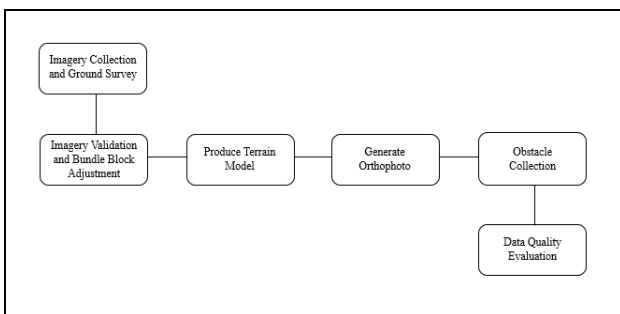 Imagery Collection
and Ground Survey
Imagery Validation
and Bundle Block
Adjustment
Produce Terrain
Model
Generate
Orthophoto
Obstacle
Collection
Data Quality
Evaluation